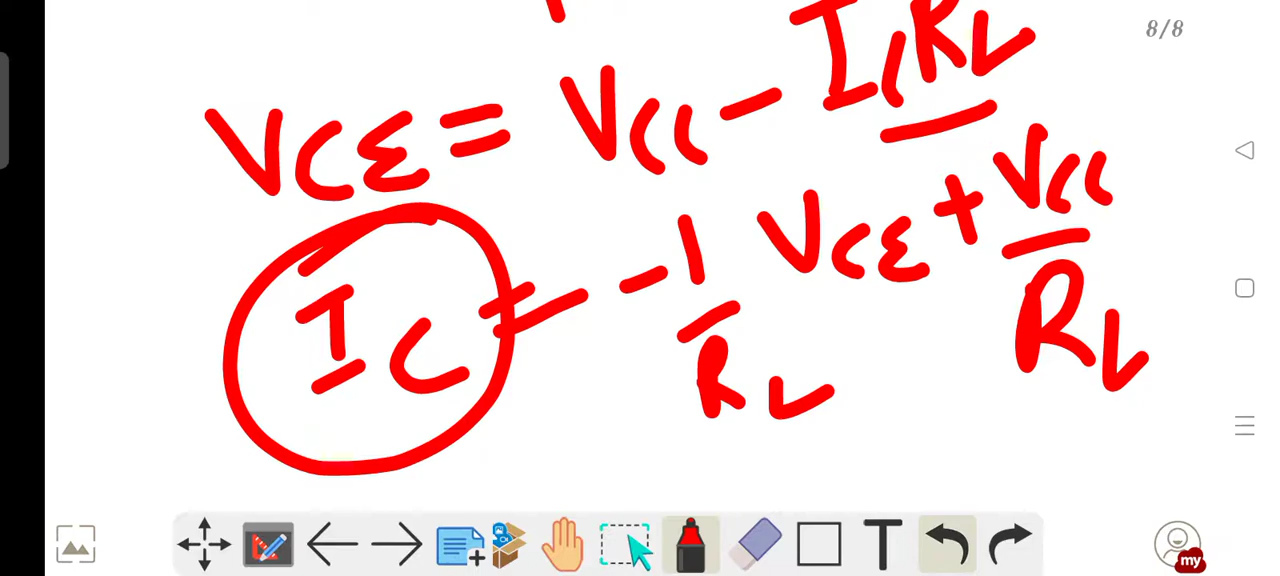 8/8
VCE = VCC - ICRL
IC = - 1/RL VCE + VCC/RL
T
my